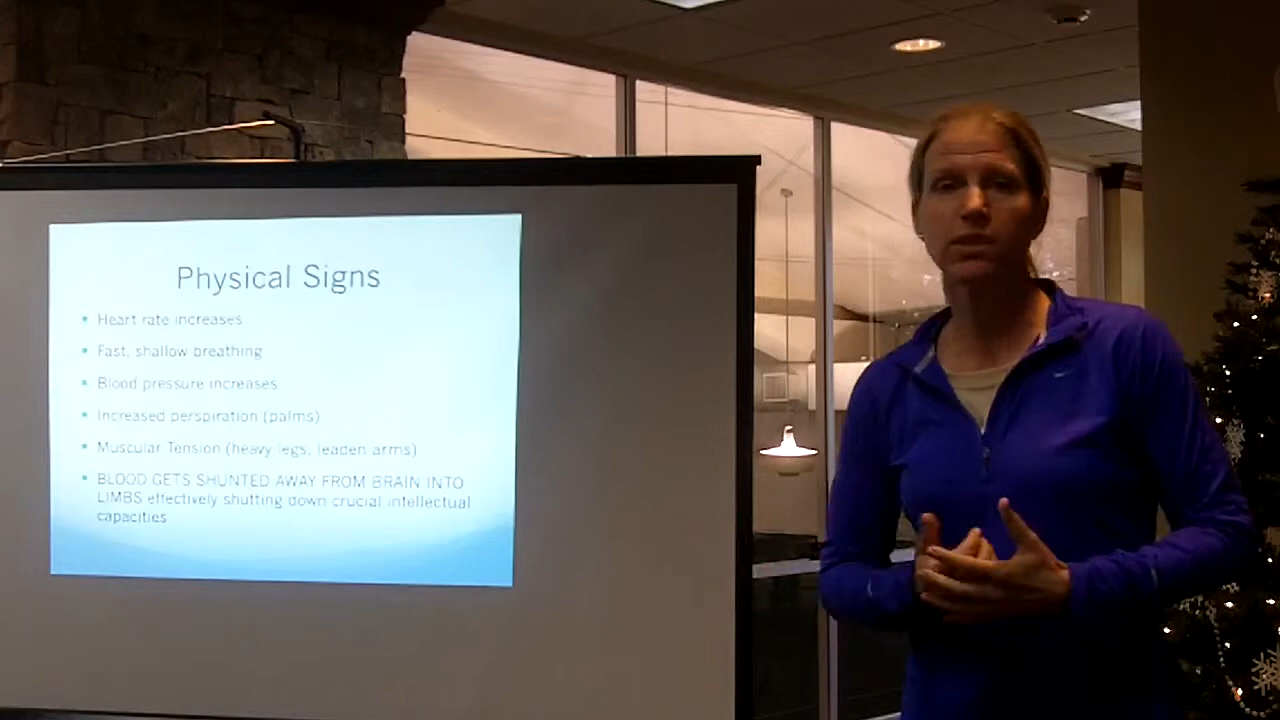 Physical Signs
Heart rate increases
Fast, shallow breathing
Blood pressure increases
Increased perspiration (palms)
Muscular Tension (heavy legs, leaden arms)
BLOOD GETS SHUNTED AWAY FROM BRAIN INTO
LIMBS effectively shutting down crucial intellectual
capacities